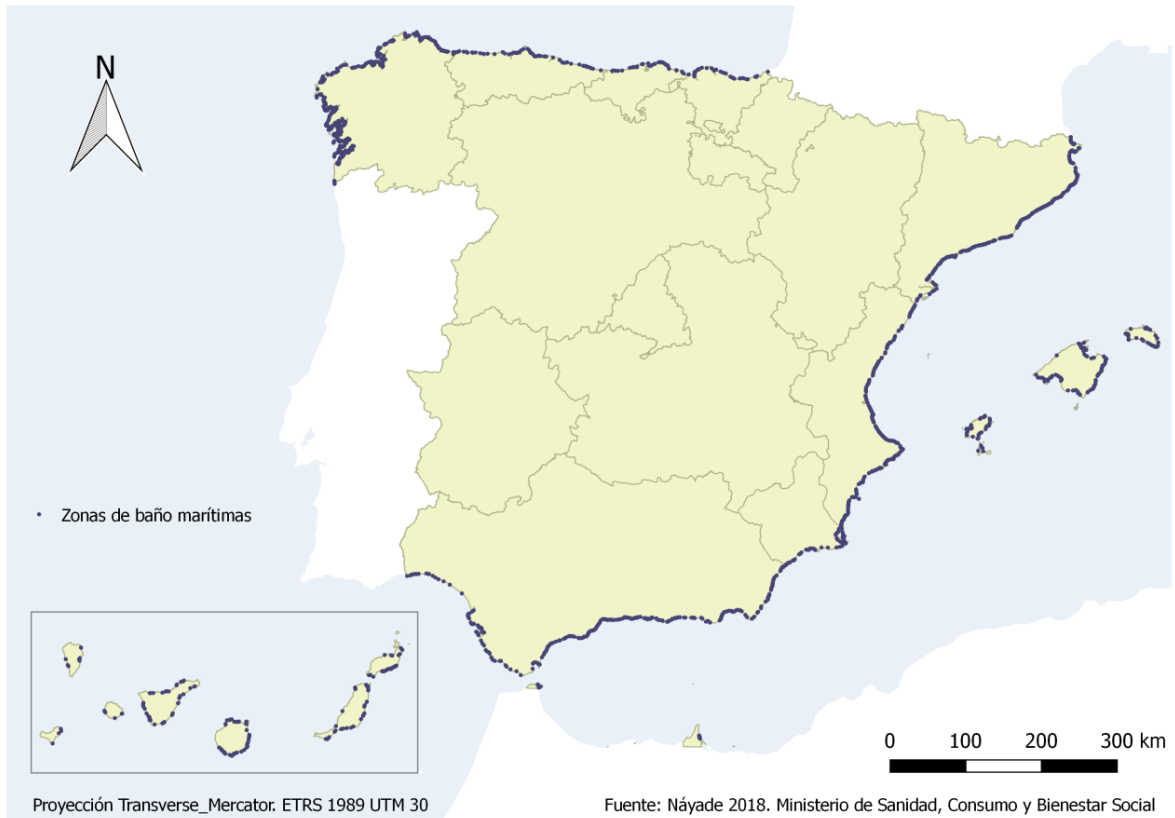 N
Zonas de baño marítimas
0 100 200 300 km
Proyección Transverse_Mercator. ETRS 1989 UTM 30
Fuente: Náyade 2018. Ministerio de Sanidad, Consumo y Bienestar Social